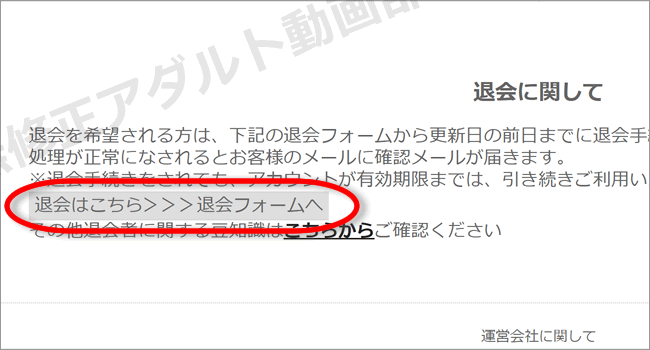 修正アダルト動画部
退会に関して
退会を希望される方は、下記の退会フォームから更新日の前日までに退会手続
処理が正常になされるとお客様のメールに確認メールが届きます。
※退会手続きをされても、アカウントが有効期限までは、引き続きご利用い
退会はこちら＞＞＞退会フォームへ
その他退会者に関する豆知識はこちらからご確認ください
運営会社に関して